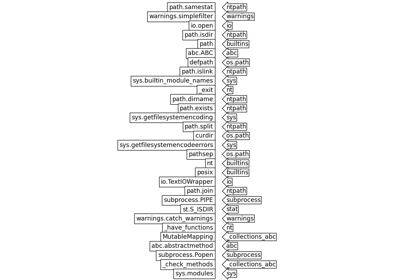 path.samestat ntpath
warnings.simplefilter warnings
io.open io
path.isdir ntpath
path builtins
abc.ABC abc
defpath os.path
path.islink ntpath
sys.builtin_module_names sys
_exit nt
path.dirname ntpath
path.exists ntpath
sys.getfilesystemencoding sys
path.split ntpath
curdir os.path
sys.getfilesystemencodeerrors sys
pathsep os.path
nt builtins
posix builtins
io.TextIOWrapper io
path.join ntpath
subprocess.PIPE subprocess
st.S_ISDIR stat
warnings.catch_warnings warnings
_have_functions nt
MutableMapping _collections_abc
abc.abstractmethod abc
subprocess.Popen subprocess
_check_methods _collections_abc
sys.modules sys